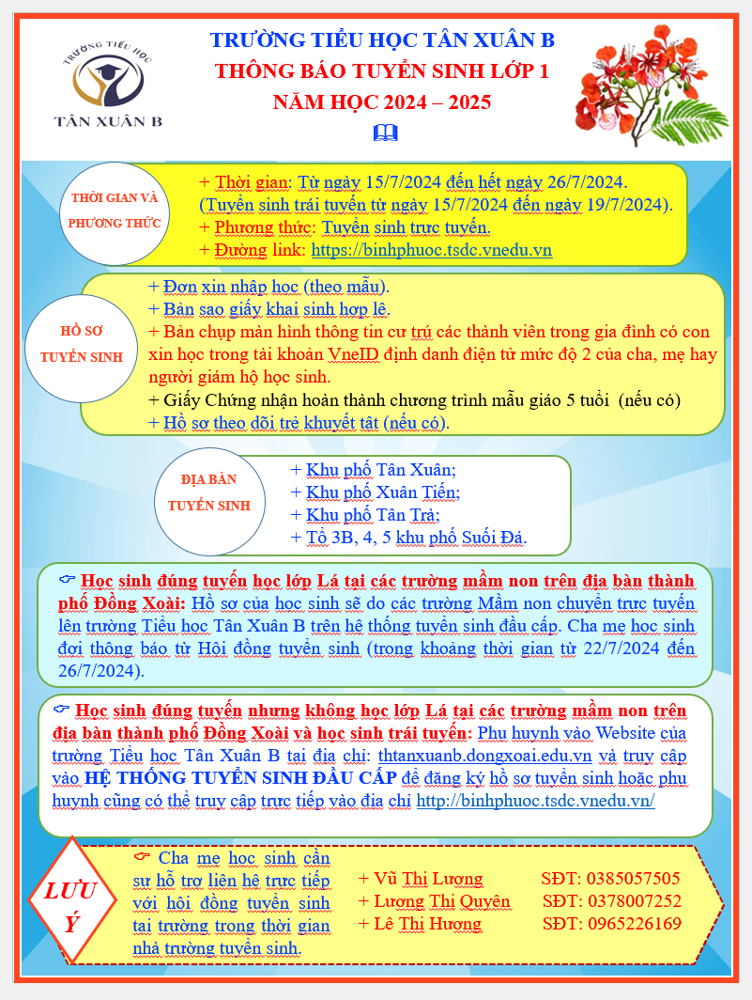 TRƯỜNG TIỂU HỌC
TÂN XUÂN B
TRƯỜNG TIỂU HỌC TÂN XUÂN B
THÔNG BÁO TUYỂN SINH LỚP 1
NĂM HỌC 2024 – 2025
THỜI GIAN VÀ
PHƯƠNG THỨC
+ Thời gian: Từ ngày 15/7/2024 đến hết ngày 26/7/2024.
(Tuyển sinh trái tuyến từ ngày 15/7/2024 đến ngày 19/7/2024).
+ Phương thức: Tuyển sinh trực tuyến.
+ Đường link: https://binhphuoc.tsdc.vnedu.vn
HỒ SƠ
TUYỂN SINH
+ Đơn xin nhập học (theo mẫu).
+ Bản sao giấy khai sinh hợp lệ.
+ Bản chụp màn hình thông tin cư trú các thành viên trong gia đình có con
xin học trong tài khoản VneID định danh điện tử mức độ 2 của cha, mẹ hay
người giám hộ học sinh.
+ Giấy Chứng nhận hoàn thành chương trình mẫu giáo 5 tuổi (nếu có)
+ Hồ sơ theo dõi trẻ khuyết tật (nếu có).
ĐỊA BÀN
TUYỂN SINH
+ Khu phố Tân Xuân;
+ Khu phố Xuân Tiến;
+ Khu phố Tân Trà;
+ Tổ 3B, 4, 5 khu phố Suối Đá.
Học sinh đúng tuyến học lớp Lá tại các trường mầm non trên địa bàn thành
phố Đồng Xoài: Hồ sơ của học sinh sẽ do các trường Mầm non chuyển trực tuyến
lên trường Tiểu học Tân Xuân B trên hệ thống tuyển sinh đầu cấp. Cha mẹ học sinh
đợi thông báo từ Hội đồng tuyển sinh (trong khoảng thời gian từ 22/7/2024 đến
26/7/2024).
Học sinh đúng tuyến nhưng không học lớp Lá tại các trường mầm non trên
địa bàn thành phố Đồng Xoài và học sinh trái tuyến: Phụ huynh vào Website của
trường Tiểu học Tân Xuân B tại địa chỉ: thtanxuanb.dongxoai.edu.vn và truy cập
vào HỆ THỐNG TUYỂN SINH ĐẦU CẤP để đăng ký hồ sơ tuyển sinh hoặc phụ
huynh cũng có thể truy cập trực tiếp vào địa chỉ http://binhphuoc.tsdc.vnedu.vn/
LƯU
Ý
Cha mẹ học sinh cần
sự hỗ trợ liên hệ trực tiếp
với hội đồng tuyển sinh
tại trường trong thời gian
nhà trường tuyển sinh.
+ Vũ Thị Lượng SĐT: 0385057505
+ Lương Thị Quyên SĐT: 0378007252
+ Lê Thị Hương SĐT: 0965226169